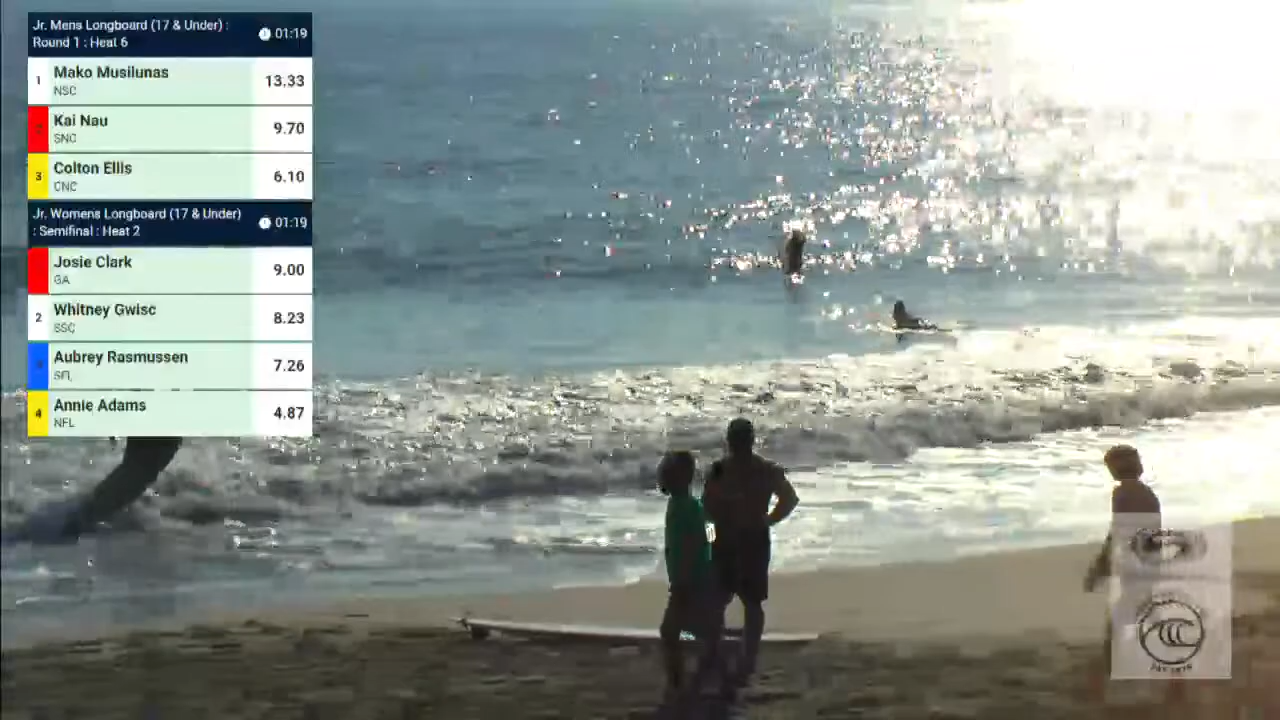 Jr. Mens Longboard (17 & Under) :
Round 1 : Heat 6
01:19
1 Mako Musilunas 13.33
NSC
Kai Nau 9.70
SNC
3 Colton Ellis 6.10
CNC
Jr. Womens Longboard (17 & Under)
: Semifinal : Heat 2
01:19
Josie Clark 9.00
GA
2 Whitney Gwisc 8.23
SSC
Aubrey Rasmussen 7.26
SFL
4 Annie Adams 4.87
NFL